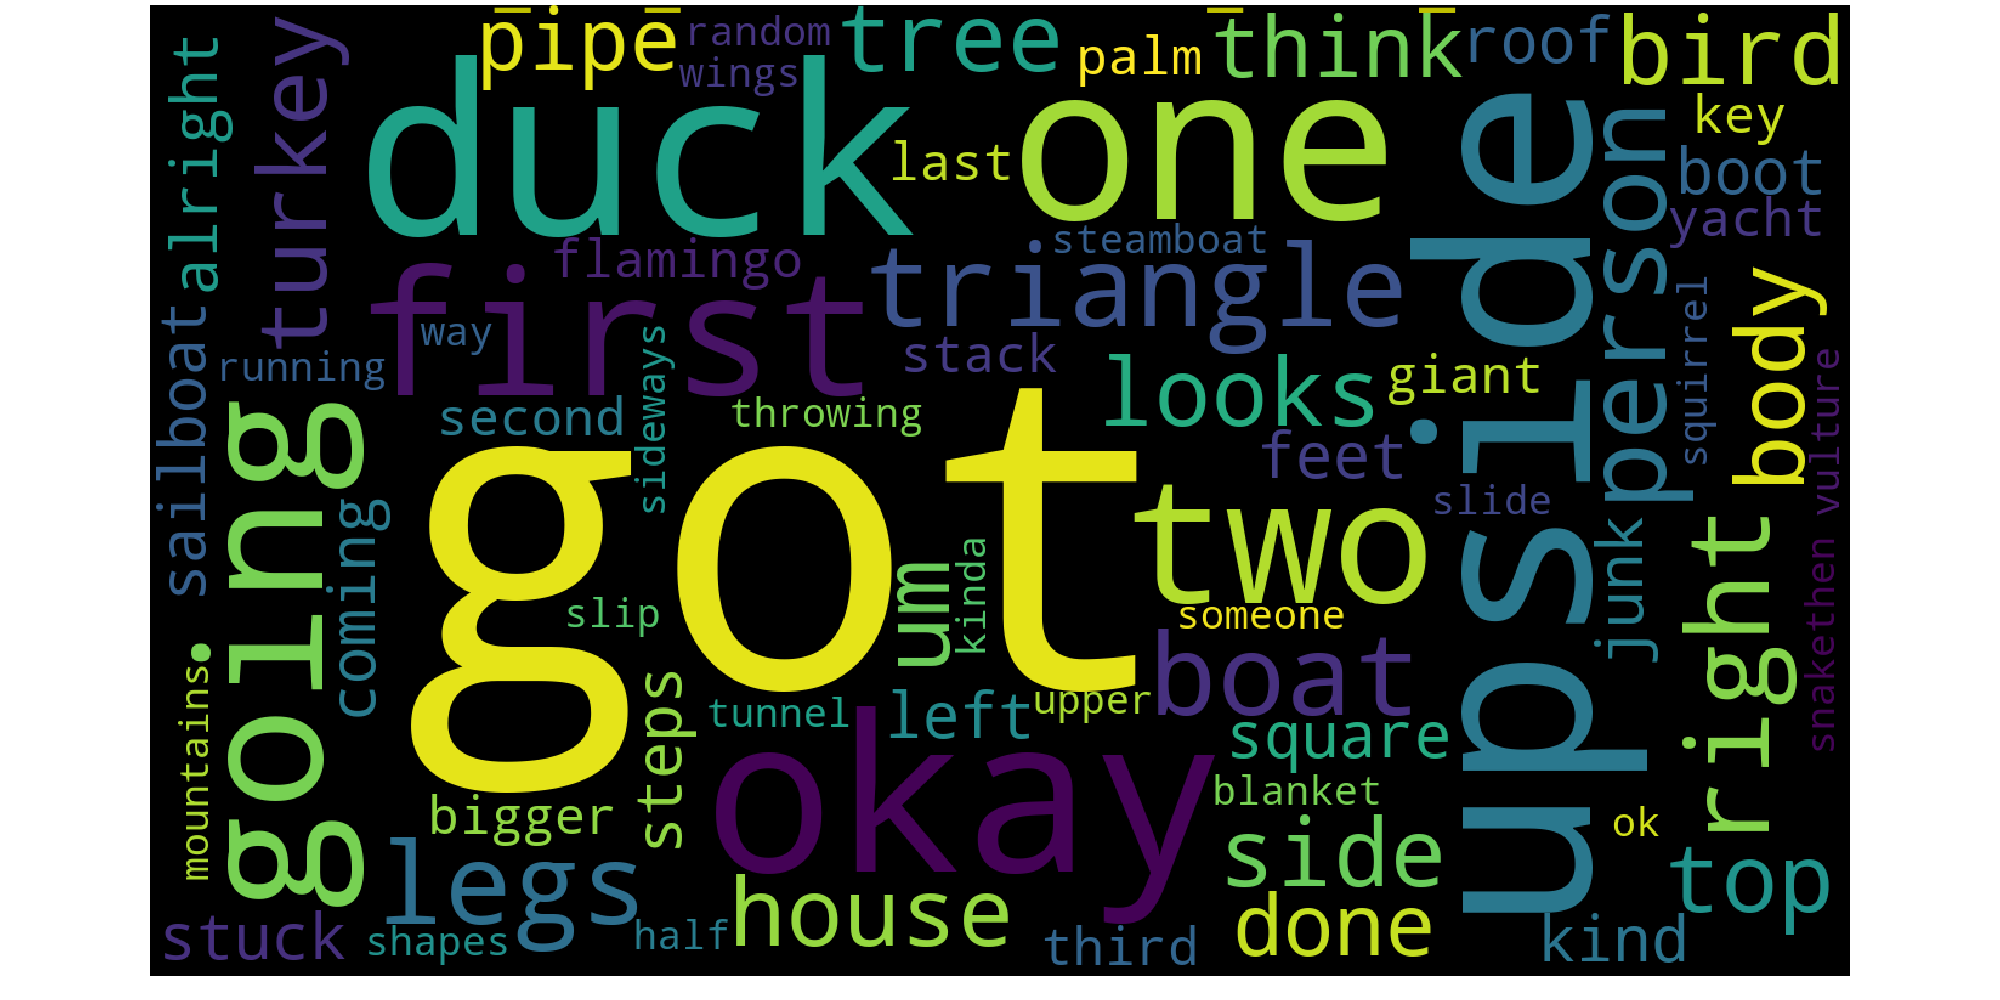 pipe
random
wings
tree
palm
think
roof
bird
key
boot
yacht
alright
turkey
duck
last
one
upside
person
flamingo
steamboat
first
triangle
way
stack
sailboat
running
second
sideways
throwing
looks
giant
feet
slide
squirrel
body
vulture
going
coming
got
two
um
kinda
slip
someone
junk
right
snakethen
mountains
steps
tunnel
left
upper
boat
square
bigger
okay
blanket
side
ok
top
legs
house
done
kind
stuck
shapes
half
third